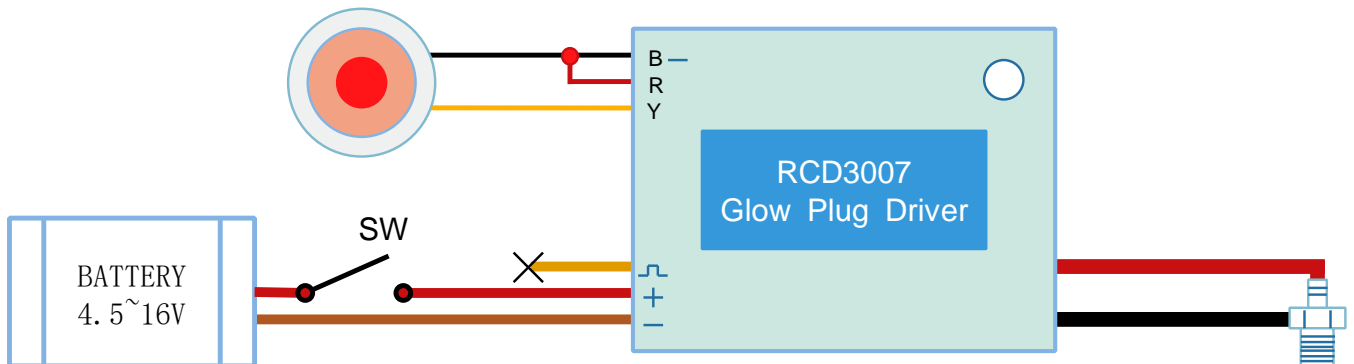 B
R
Y
RCD3007
Glow Plug Driver
SW
BATTERY
4.5~16V
+
−